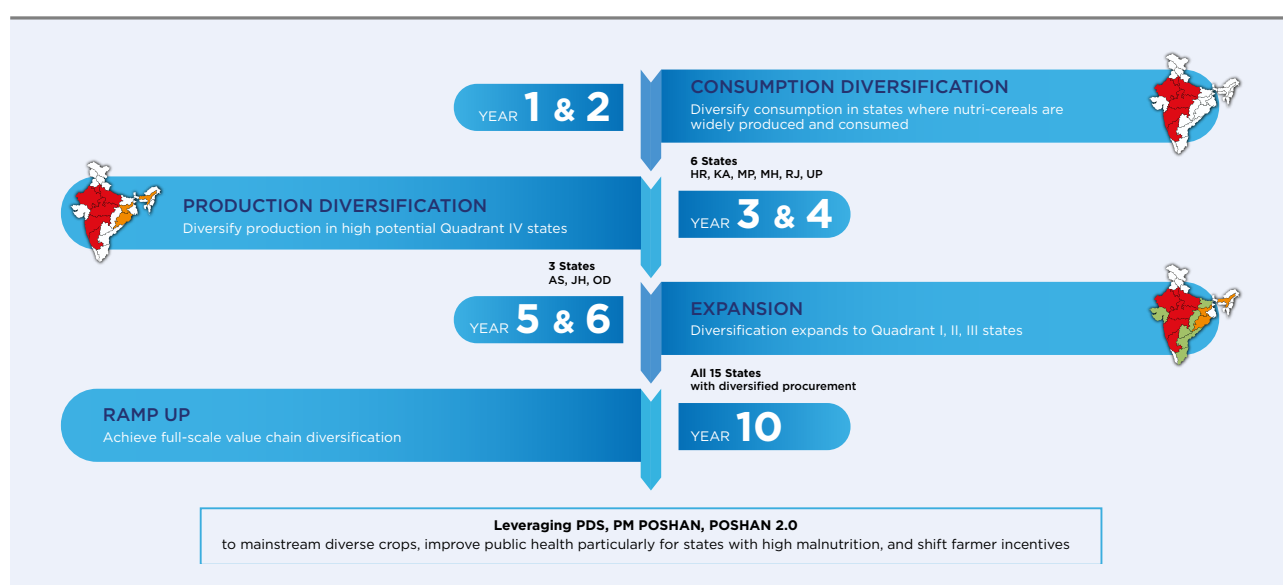 YEAR 1 & 2
CONSUMPTION DIVERSIFICATION
Diversify consumption in states where nutri-cereals are
widely produced and consumed
6 States
HR, KA, MP, MH, RJ, UP
PRODUCTION DIVERSIFICATION
Diversify production in high potential Quadrant IV states
YEAR 3 & 4
3 States
AS, JH, OD
YEAR 5 & 6
EXPANSION
Diversification expands to Quadrant I, II, III states
All 15 States
with diversified procurement
RAMP UP
Achieve full-scale value chain diversification
YEAR 10
Leveraging PDS, PM POSHAN, POSHAN 2.0
to mainstream diverse crops, improve public health particularly for states with high malnutrition, and shift farmer incentives